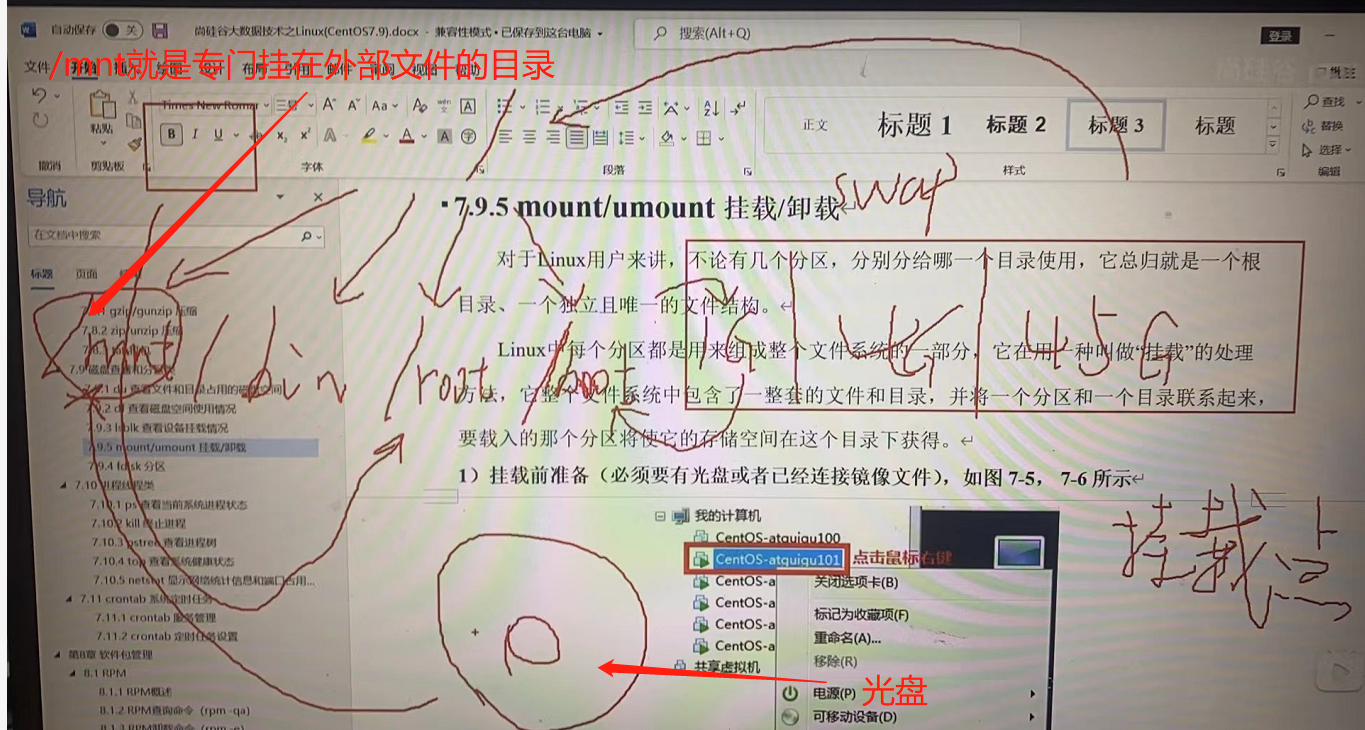 自动保存 关 尚硅谷大数据技术之Linux(CentOS7.9).docx - 兼容性模式 • 已保存到这台电脑 搜索(Alt+Q) 登录
/mnt就是专门挂在外部文件的目录
文件 开始
Times New Roman 三号 Aa
粘贴
B I U
正文 标题 1 标题 2 标题 3 标题
查找
替换
选择
撤消 剪贴板 字体 段落 样式 编辑
导航
在文档中搜索
标题 页面
gzip/gunzip 压缩
7.8.2 zip/unzip 压缩
7.9 磁盘查看和分区类
7.9.1 du 查看文件和目录占用的磁盘空间
7.9.2 df 查看磁盘空间使用情况
7.9.3 lsblk 查看设备挂载情况
7.9.5 mount/umount 挂载/卸载
7.9.4 fdisk 分区
7.10 进程线程类
7.10.1 ps 查看当前系统进程状态
7.10.2 kill 终止进程
7.10.3 pstree 查看进程树
7.10.4 top 查看系统健康状态
7.10.5 netstat 显示网络统计信息和端口占用...
7.11 crontab 系统定时任务
7.11.1 crontab 服务管理
7.11.2 crontab 定时任务设置
第8章 软件包管理
8.1 RPM
8.1.1 RPM概述
8.1.2 RPM查询命令（rpm -qa）
8.1.3 RPM卸载命令（rpm -e）
7.9.5 mount/umount 挂载/卸载
swap
对于Linux用户来讲，不论有几个分区，分别分给哪一个目录使用，它总归就是一个根
目录、一个独立且唯一的文件结构。
Linux中每个分区都是用来组成整个文件系统的一部分，它在用一种叫做“挂载”的处理
方法，它整个文件系统中包含了一整套的文件和目录，并将一个分区和一个目录联系起来，
要载入的那个分区将使它的存储空间在这个目录下获得。
mnt /bin /root /boot 1G 4G 45G
1）挂载前准备（必须要有光盘或者已经连接镜像文件），如图 7-5， 7-6 所示
挂载点
我的计算机
CentOS-atguigu100
CentOS-atguigu101 点击鼠标右键
CentOS-a
CentOS-a
CentOS-a
CentOS-a
共享虚拟机
关闭选项卡(B)
标记为收藏项(F)
重命名(A)...
移除(R)
电源(P)
可移动设备(D)
光盘